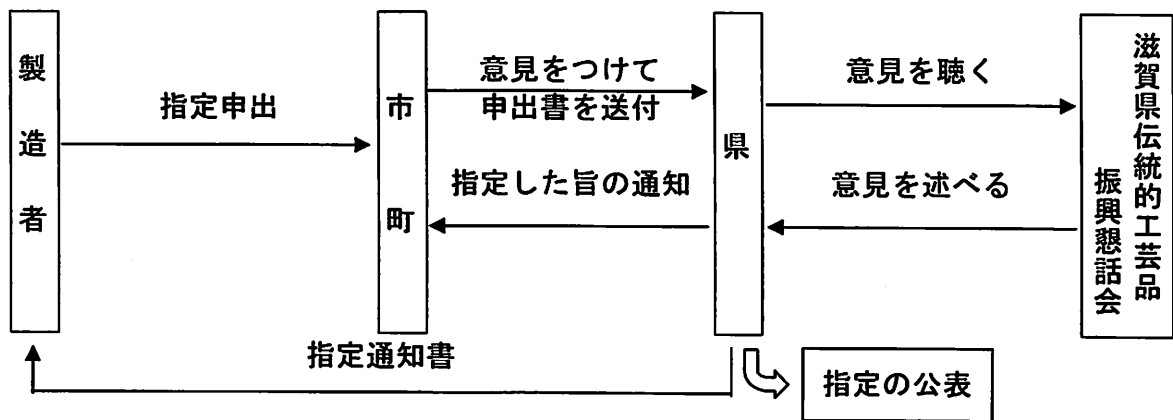 製造者
指定申出
市町
意見をつけて
申出書を送付
指定した旨の通知
県
意見を聴く
意見を述べる
滋賀県伝統的工芸品
振興懇話会
指定通知書
指定の公表